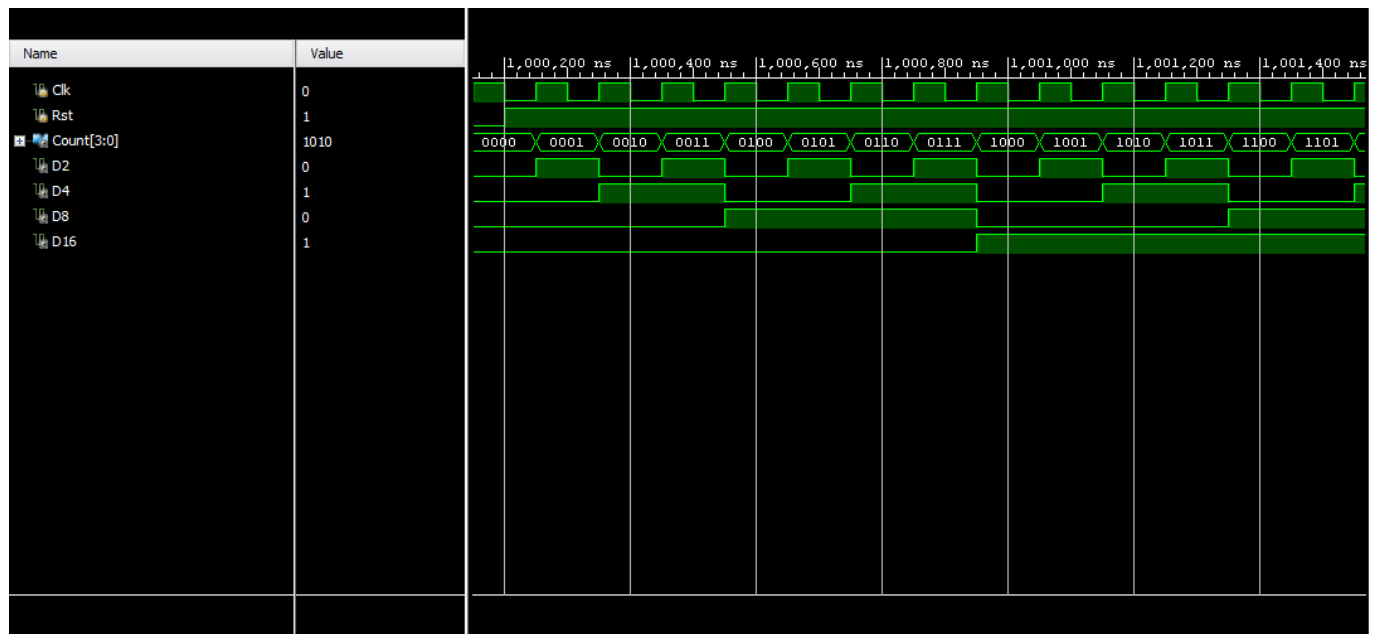 Name Value
1,000,200 ns 1,000,400 ns 1,000,600 ns 1,000,800 ns 1,001,000 ns 1,001,200 ns 1,001,400 ns
Clk 0
Rst 1
Count[3:0] 1010 0000 0001 0010 0011 0100 0101 0110 0111 1000 1001 1010 1011 1100 1101
D2 0
D4 1
D8 0
D16 1